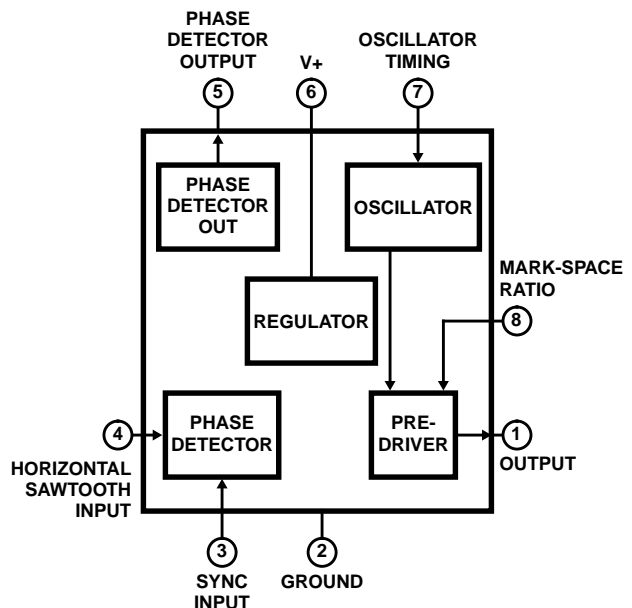 PHASE
DETECTOR
OUTPUT
5
V+
6
OSCILLATOR
TIMING
7
PHASE
DETECTOR
OUT
OSCILLATOR
REGULATOR
MARK-SPACE
RATIO
8
4
HORIZONTAL
SAWTOOTH
INPUT
PHASE
DETECTOR
PRE-
DRIVER
1
OUTPUT
3
SYNC
INPUT
2
GROUND